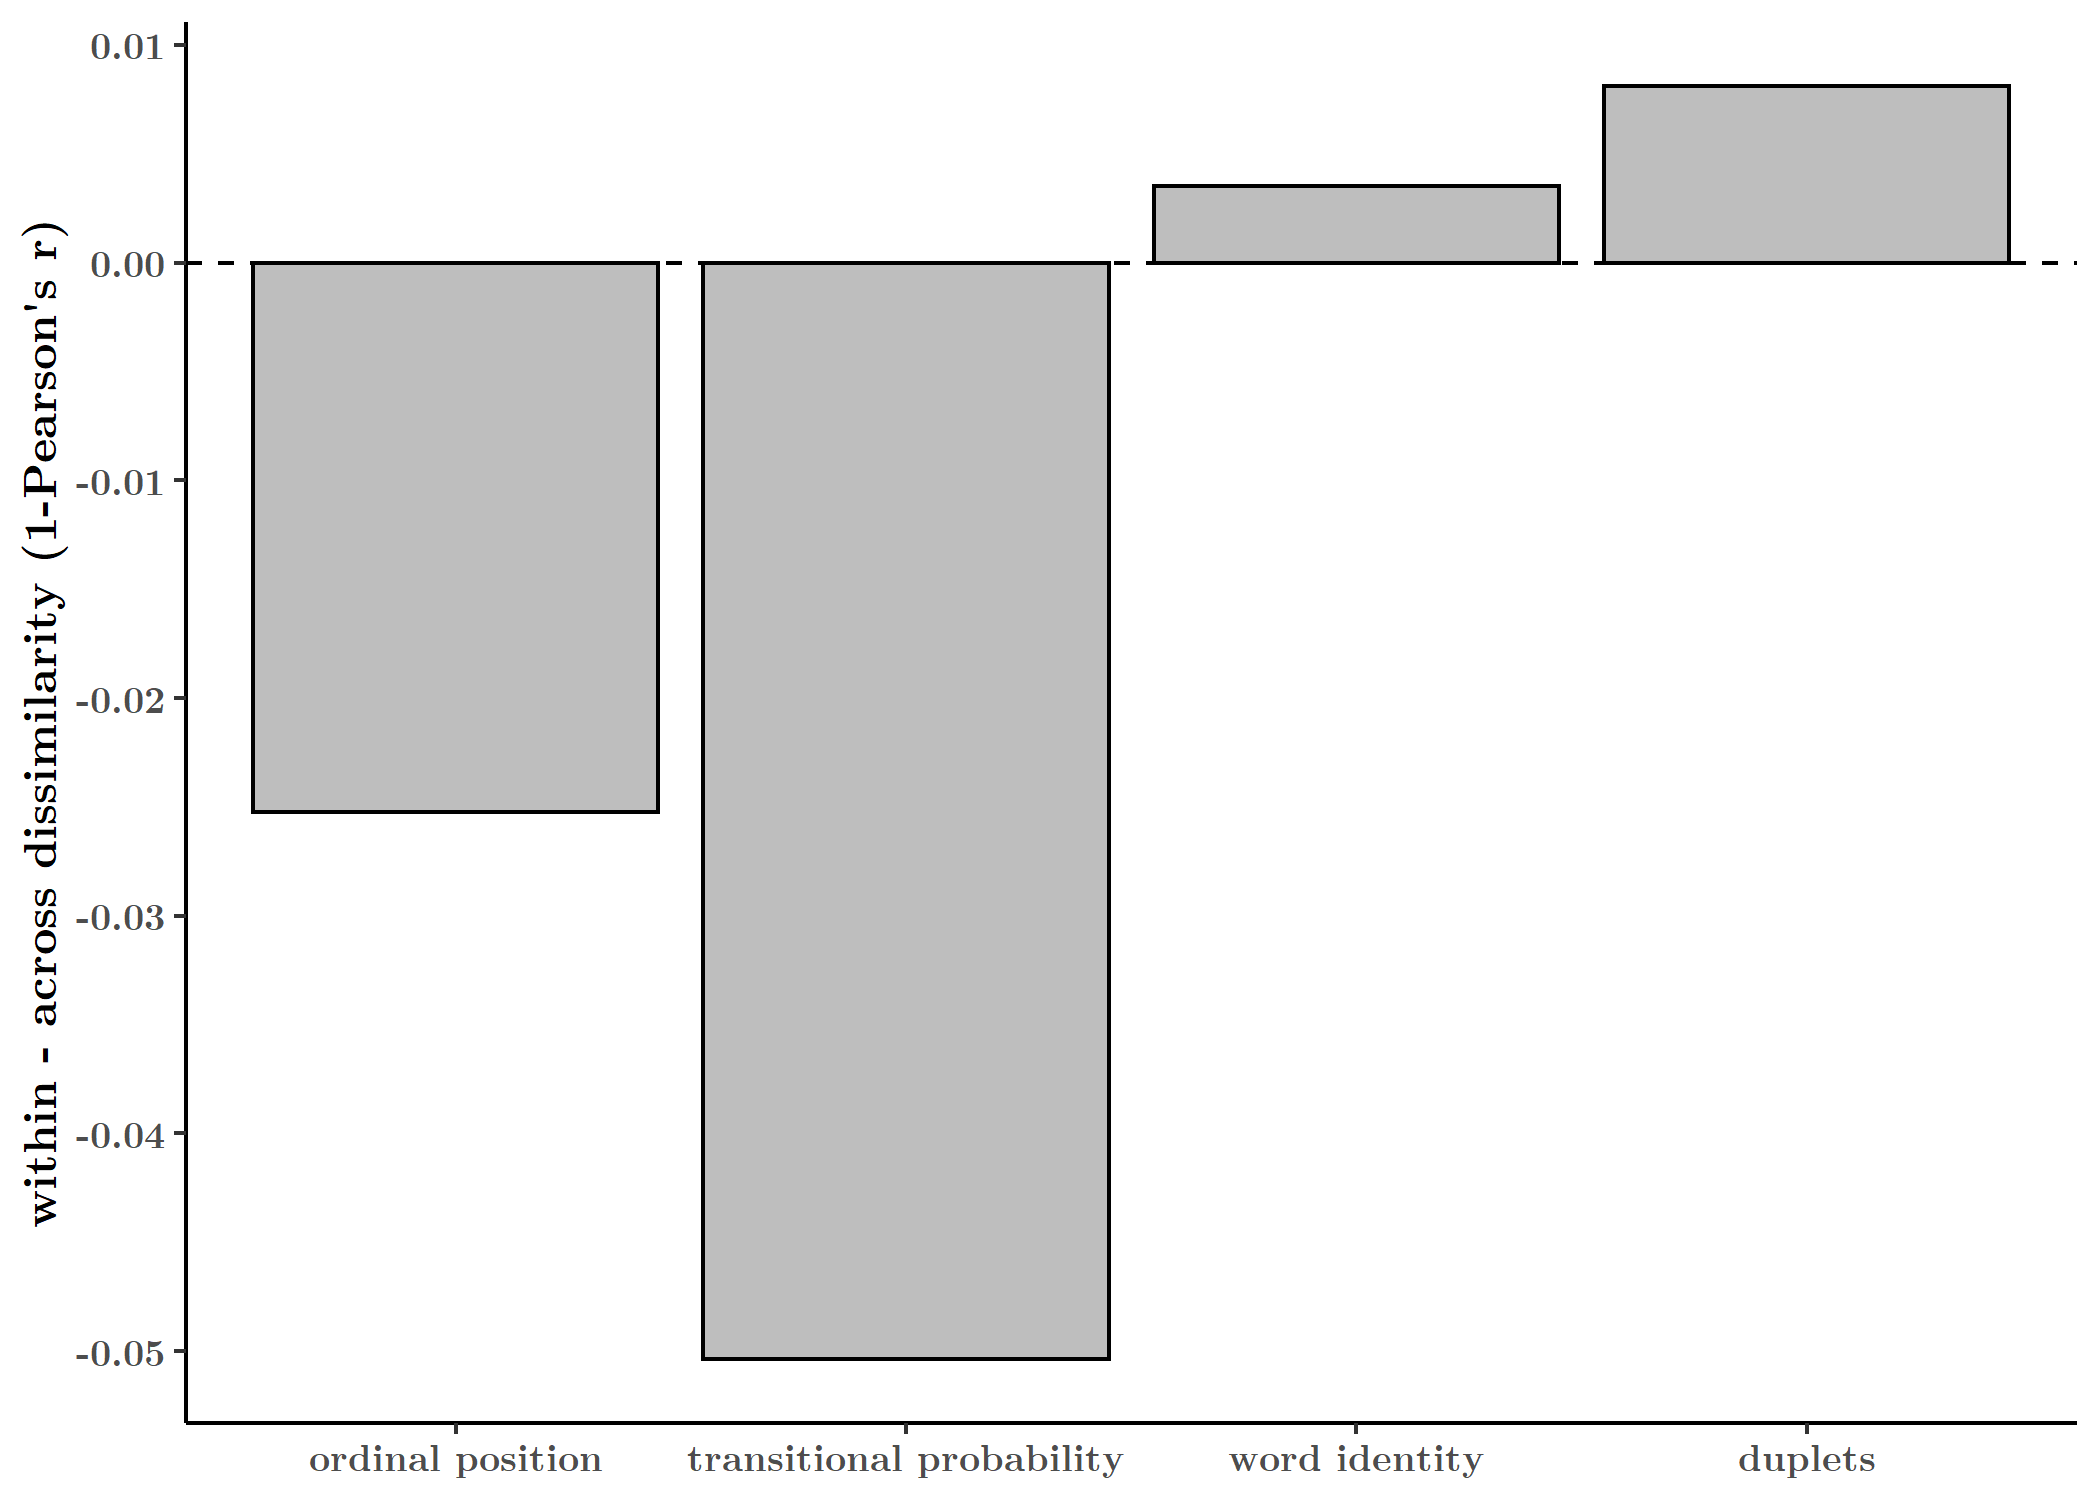 within - across dissimilarity (1-Pearson's r)
0.01
0.00
-0.01
-0.02
-0.03
-0.04
-0.05
ordinal position
transitional probability
word identity
duplets